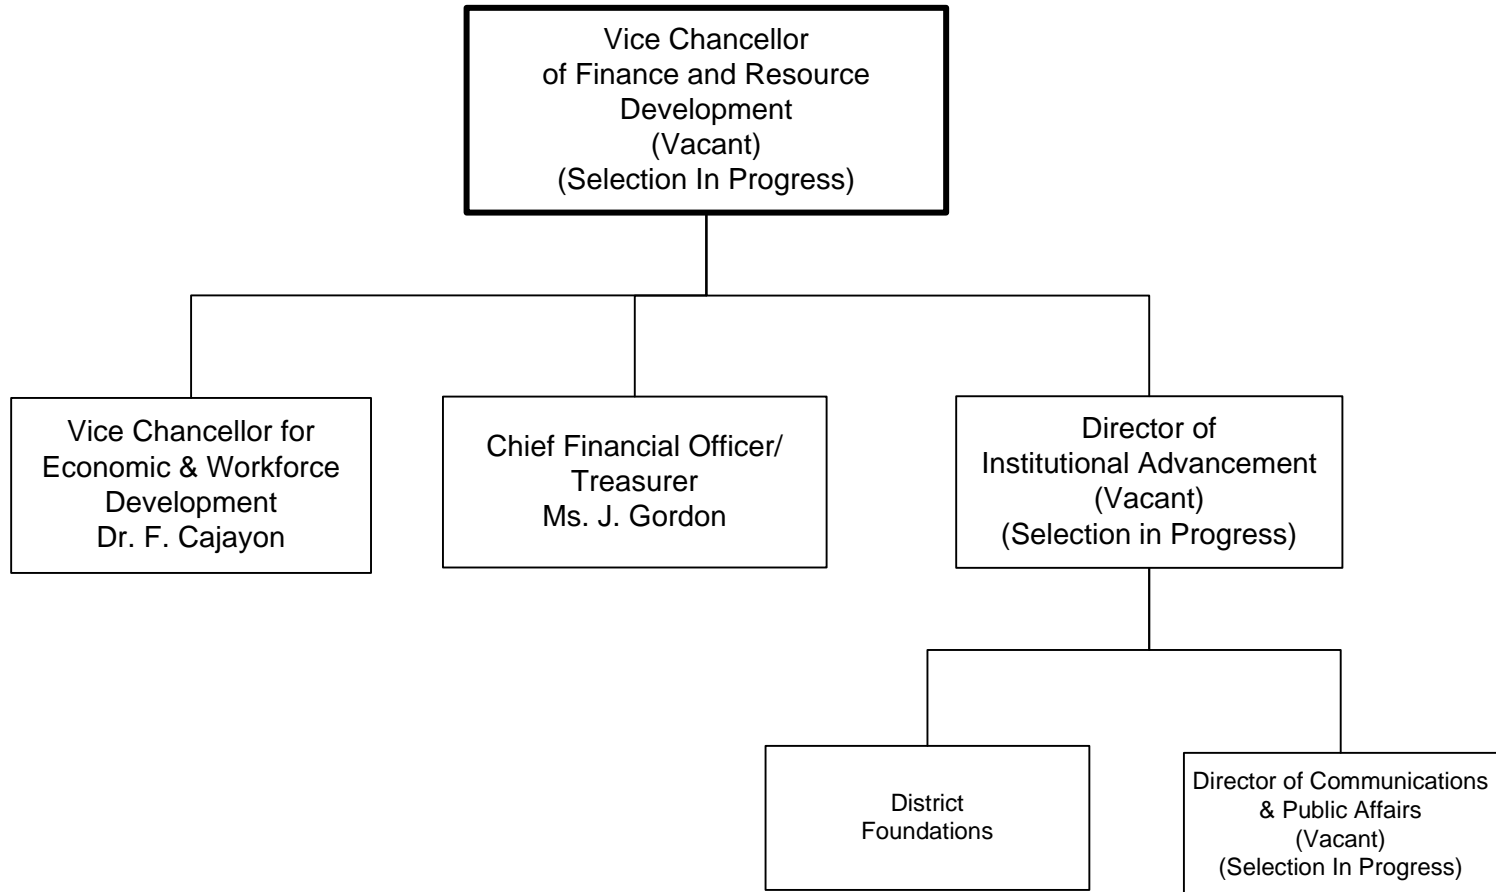 Vice Chancellor
of Finance and Resource
Development
(Vacant)
(Selection In Progress)
Vice Chancellor for
Economic & Workforce
Development
Dr. F. Cajayon
Chief Financial Officer/
Treasurer
Ms. J. Gordon
Director of
Institutional Advancement
(Vacant)
(Selection in Progress)
District
Foundations
Director of Communications
& Public Affairs
(Vacant)
(Selection In Progress)